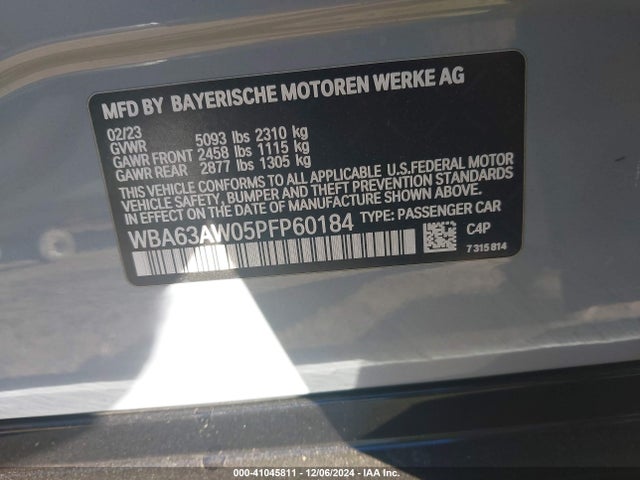 MFD BY BAYERISCHE MOTOREN WERKE AG
02/23
GVWR 5093 lbs 2310 kg
GAWR FRONT 2458 lbs 1115 kg
GAWR REAR 2877 lbs 1305 kg
THIS VEHICLE CONFORMS TO ALL APPLICABLE U.S.FEDERAL MOTOR
VEHICLE SAFETY, BUMPER AND THEFT PREVENTION STANDARDS
IN EFFECT ON THE DATE OF MANUFACTURE SHOWN ABOVE.
WBA63AW05PFP60184 TYPE: PASSENGER CAR
C4P
7 315 814
000-41045811 - 12/06/2024 - IAA Inc.